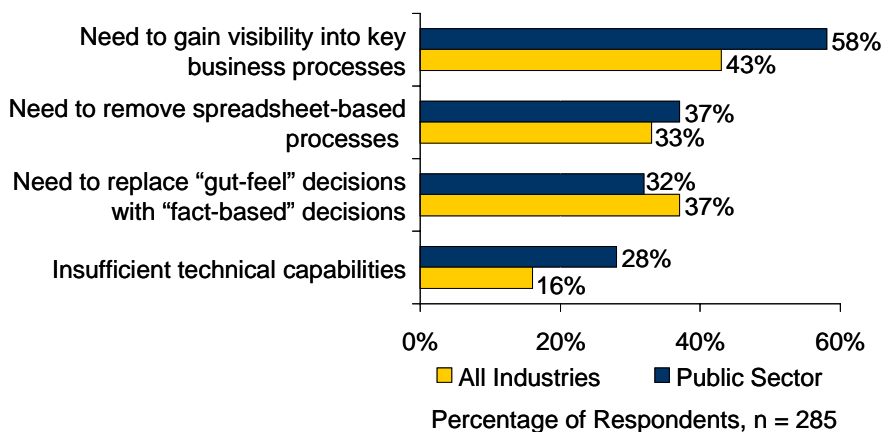 Need to gain visibility into key
business processes
58%
43%
Need to remove spreadsheet-based
processes
37%
33%
Need to replace “gut-feel” decisions
with “fact-based” decisions
32%
37%
Insufficient technical capabilities
28%
16%
0% 20% 40% 60%
All Industries Public Sector
Percentage of Respondents, n = 285